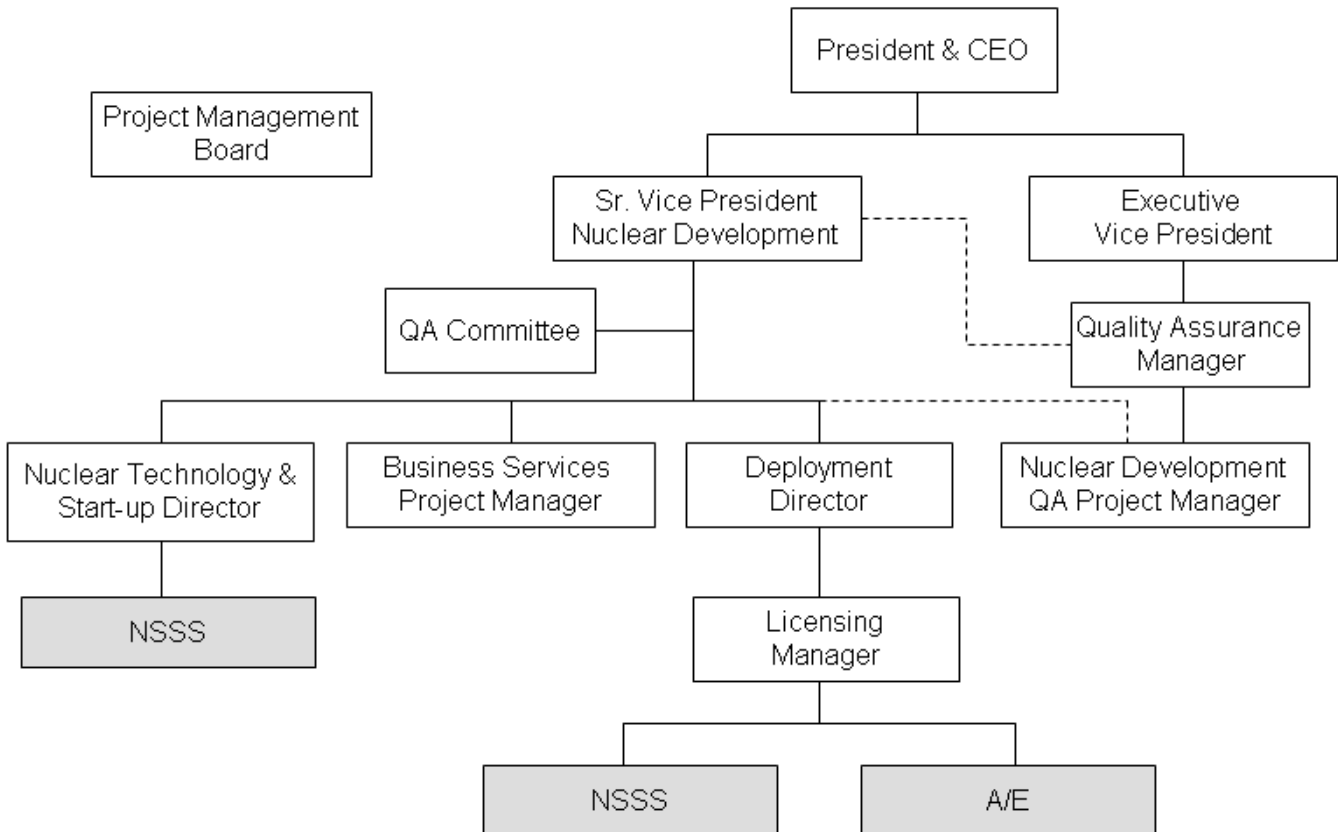 President & CEO
Project Management
Board
Sr. Vice President
Nuclear Development
Executive
Vice President
QA Committee
Quality Assurance
Manager
Nuclear Technology &
Start-up Director
Business Services
Project Manager
Deployment
Director
Nuclear Development
QA Project Manager
NSSS
Licensing
Manager
NSSS
A/E